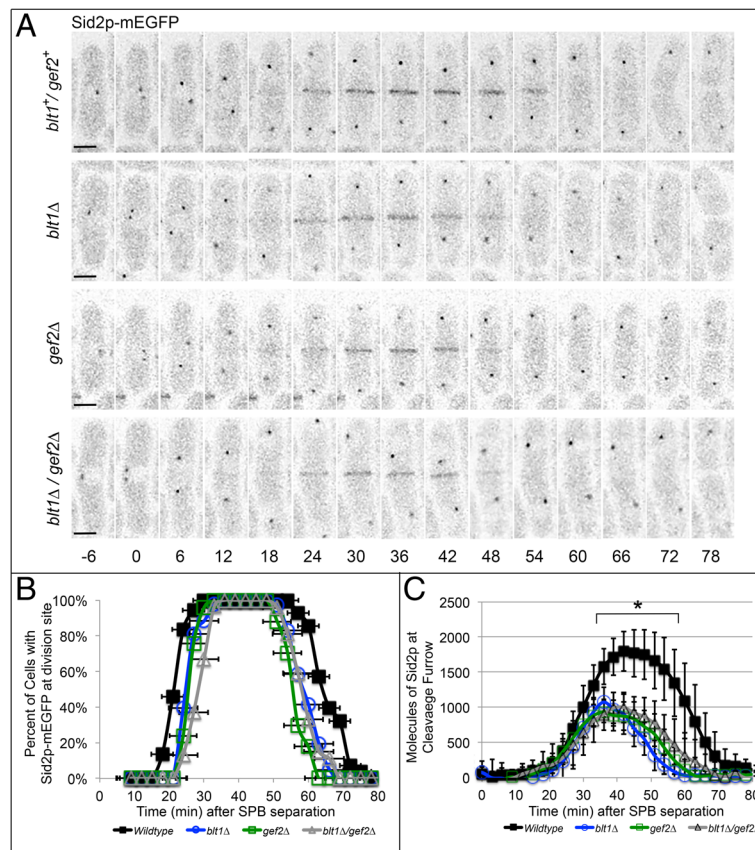 A
Sid2p-mEGFP
blt1+/ gef2+
blt1Δ
gef2Δ
blt1Δ / gef2Δ
-6 0 6 12 18 24 30 36 42 48 54 60 66 72 78
B
Percent of Cells with
Sid2p-mEGFP at division site
100%
80%
60%
40%
20%
0%
0 10 20 30 40 50 60 70 80
Time (min) after SPB separation
Wildtype blt1Δ gef2Δ blt1Δ/gef2Δ
C
Molecules of Sid2p at
Cleavaege Furrow
2500
2000
1500
1000
500
0
*
0 10 20 30 40 50 60 70 80
Time (min) after SPB separation
Wildtype blt1Δ gef2Δ blt1Δ/gef2